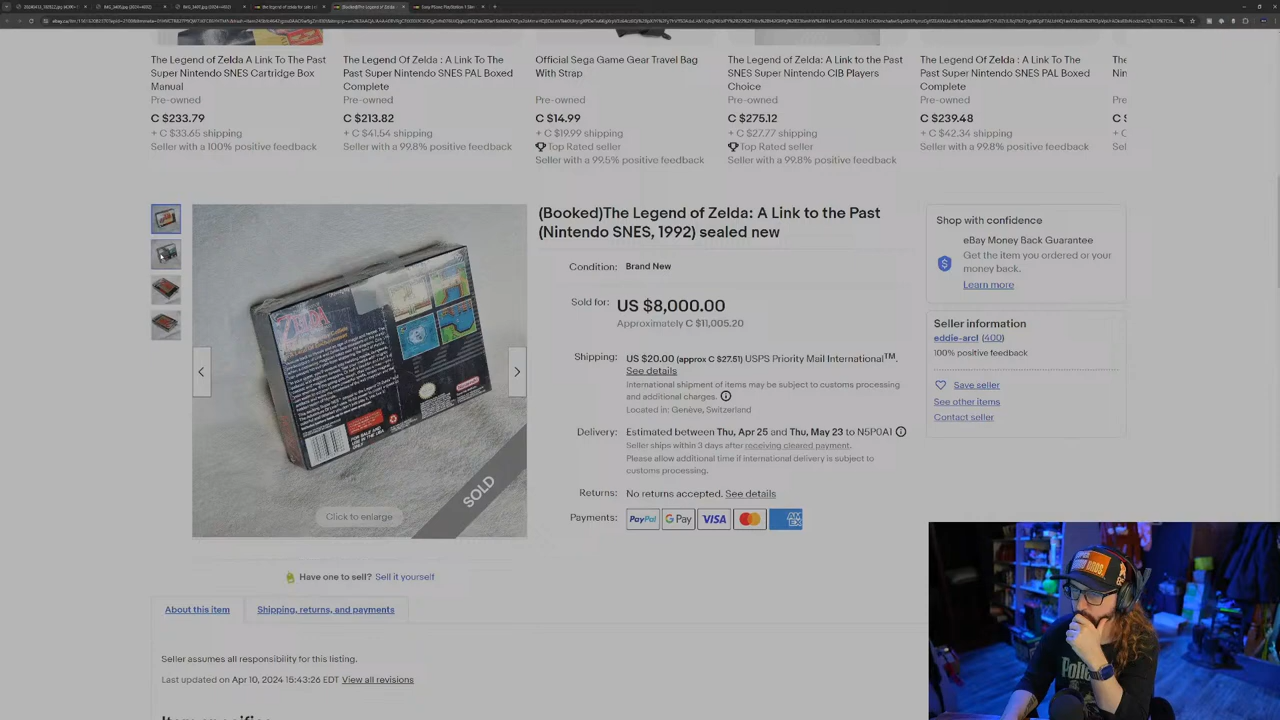 The Legend of Zelda A Link To The Past
Super Nintendo SNES Cartridge Box
Manual
Pre-owned
C $233.79
+ C $33.65 shipping
Seller with a 100% positive feedback
The Legend Of Zelda : A Link To The
Past Super Nintendo SNES PAL Boxed
Complete
Pre-owned
C $213.82
+ C $41.54 shipping
Seller with a 99.8% positive feedback
Official Sega Game Gear Travel Bag
With Strap
Pre-owned
C $14.99
+ C $19.99 shipping
Top Rated seller
Seller with a 99.5% positive feedback
The Legend of Zelda: A Link to the Past
SNES Super Nintendo CIB Players
Choice
Pre-owned
C $275.12
+ C $27.77 shipping
Top Rated seller
Seller with a 99.8% positive feedback
The Legend Of Zelda : A Link To The
Past Super Nintendo SNES PAL Boxed
Complete
Pre-owned
C $239.48
+ C $42.34 shipping
Seller with a 99.8% positive feedback
(Booked)The Legend of Zelda: A Link to the Past
(Nintendo SNES, 1992) sealed new
Condition: Brand New
Sold for: US $8,000.00
Approximately C $11,005.20
Shipping: US $20.00 (approx C $27.51) USPS Priority Mail International™.
See details
International shipment of items may be subject to customs processing
and additional charges.
Located in: Genève, Switzerland
Delivery: Estimated between Thu, Apr 25 and Thu, May 23 to N5P0A1
Seller ships within 3 days after receiving cleared payment.
Please allow additional time if international delivery is subject to
customs processing.
Returns: No returns accepted. See details
Payments: PayPal G Pay VISA AMEX
Shop with confidence
eBay Money Back Guarantee
Get the item you ordered or your
money back.
Learn more
Seller information
eddie-arcl (400)
100% positive feedback
Save seller
See other items
Contact seller
SOLD
Click to enlarge
Have one to sell? Sell it yourself
About this item
Shipping, returns, and payments
Seller assumes all responsibility for this listing.
Last updated on Apr 10, 2024 15:43:26 EDT View all revisions